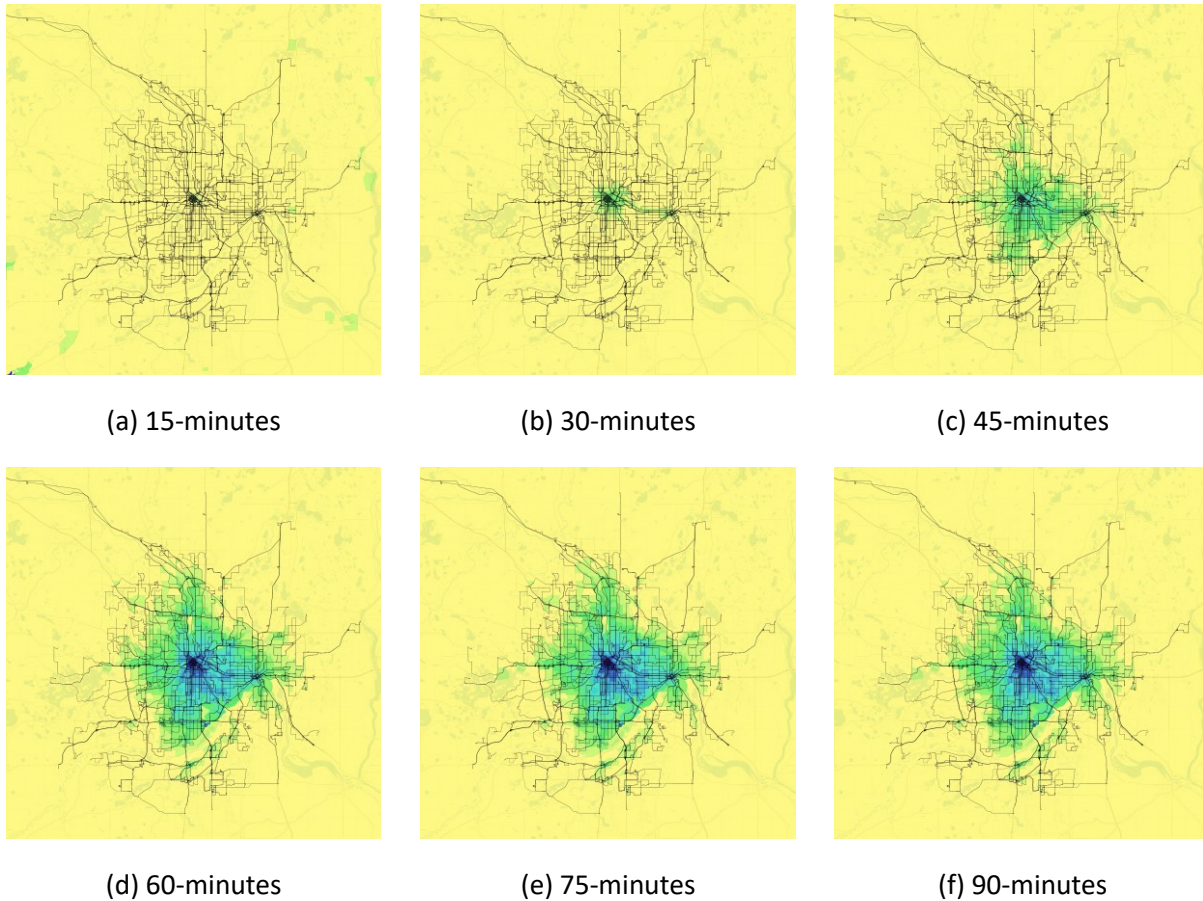 (a) 15-minutes
(b) 30-minutes
(c) 45-minutes
(d) 60-minutes
(e) 75-minutes
(f) 90-minutes